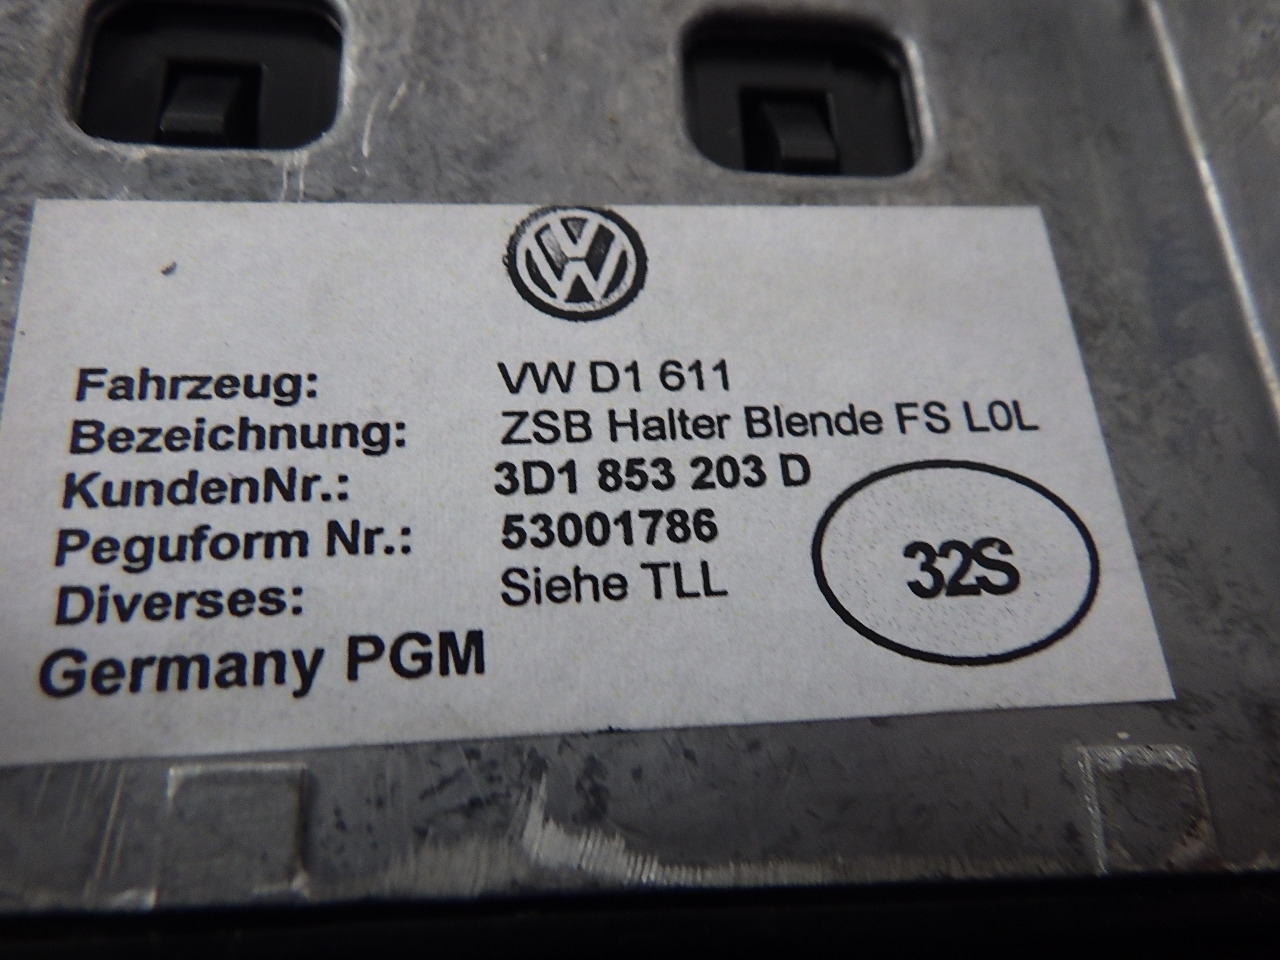 VW
Fahrzeug: VW D1 611
Bezeichnung: ZSB Halter Blende FS L0L
KundenNr.: 3D1 853 203 D
Peguform Nr.: 53001786
Diverses: Siehe TLL
32S
Germany PGM